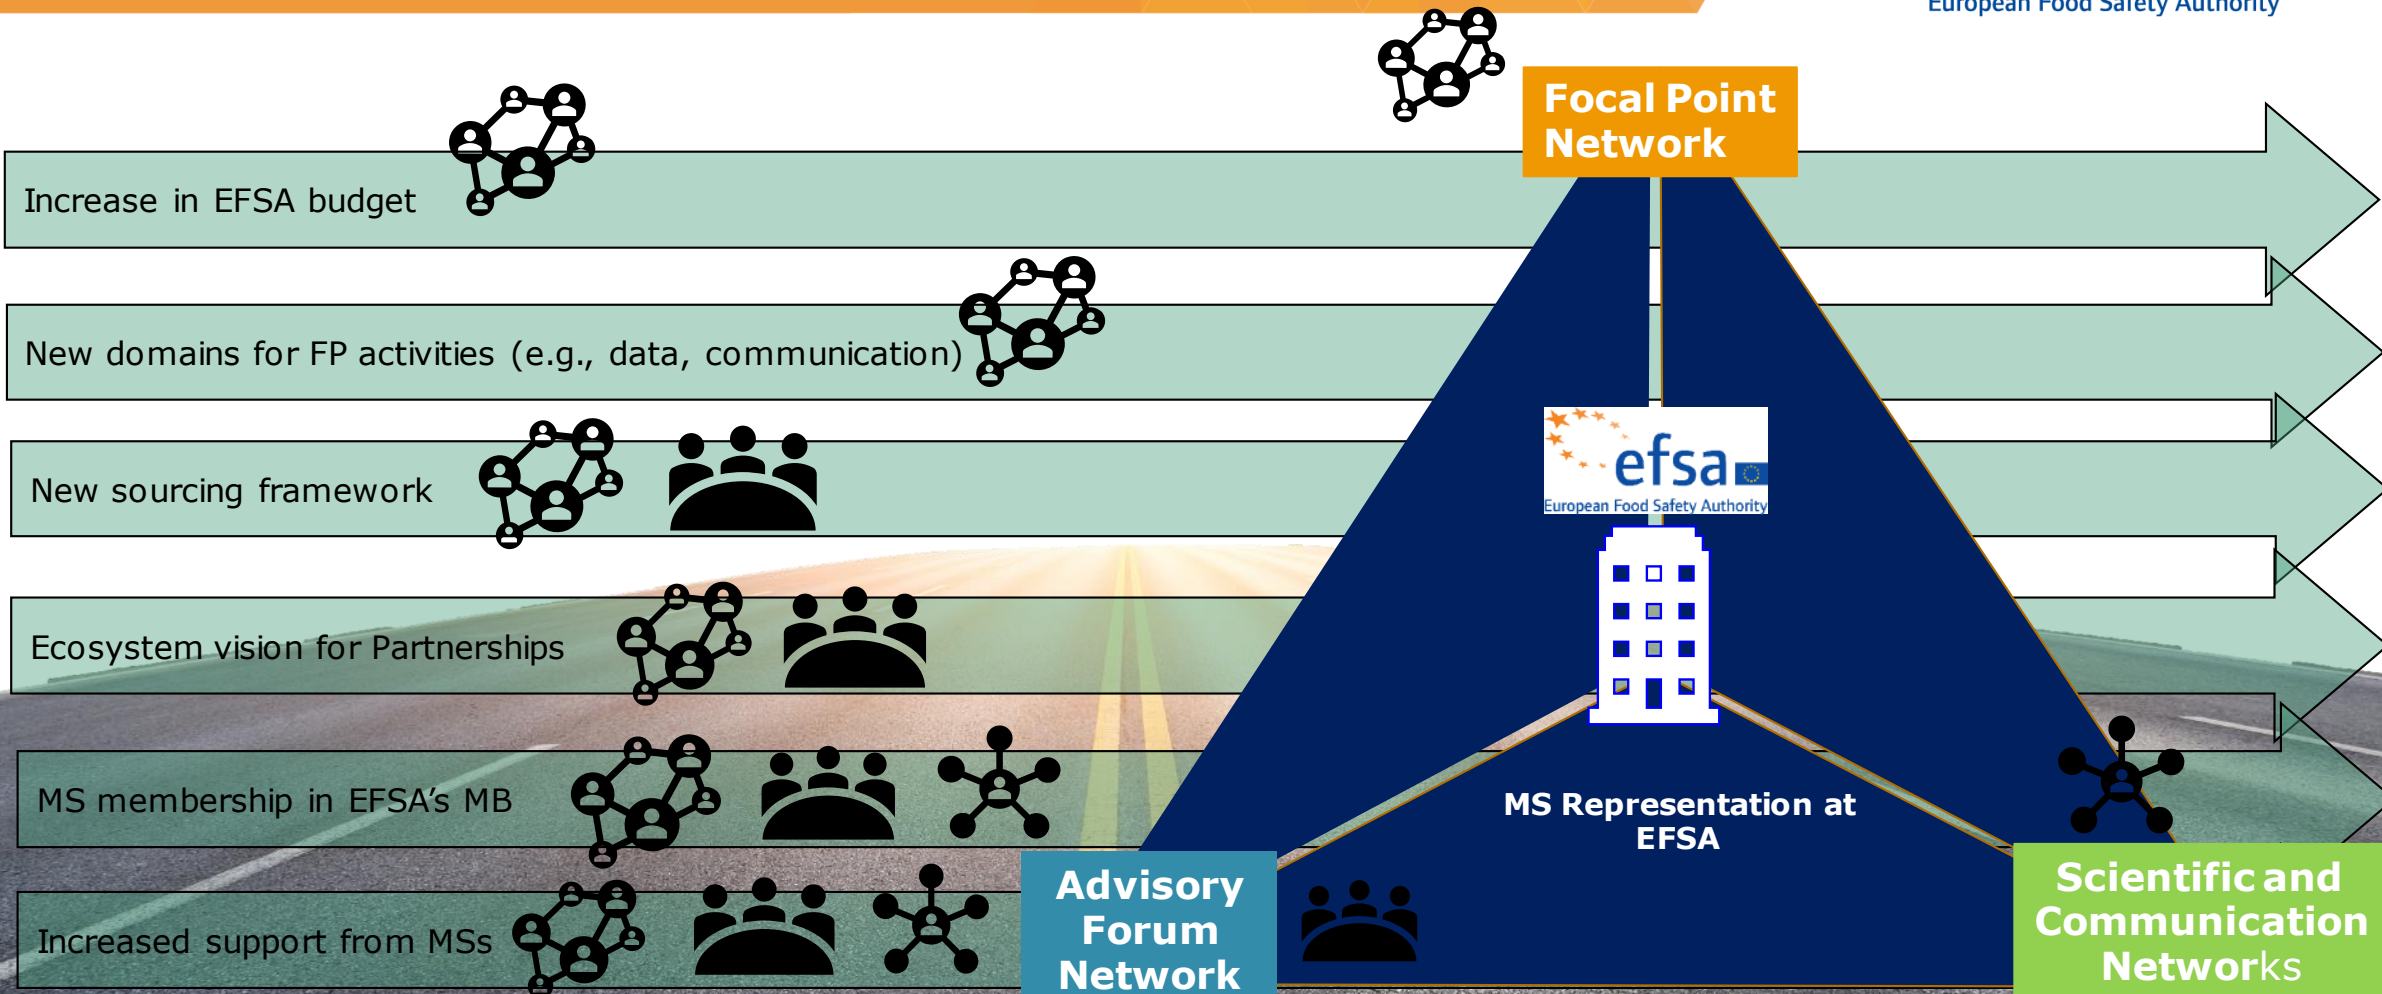 European Food Safety Authority
Focal Point
Network
Increase in EFSA budget
New domains for FP activities (e.g., data, communication)
efsa
European Food Safety Authority
New sourcing framework
Ecosystem vision for Partnerships
MS membership in EFSA’s MB
MS Representation at
EFSA
Increased support from MSs
Advisory
Forum
Network
Scientific and
Communication
Networks